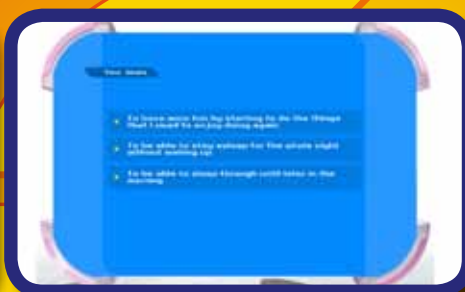 Your Goals
To have more fun by starting to do the things
that I used to enjoy doing again
To be able to stay asleep for the whole night
without waking up
To be able to sleep through until later in the
morning